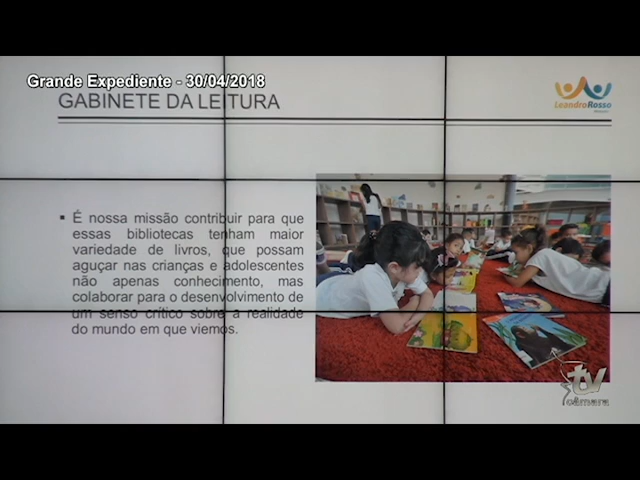 Grande Expediente - 30/04/2018
GABINETE DA LEITURA
LeandroRosso
▪ É nossa missão contribuir para que
essas bibliotecas tenham maior
variedade de livros, que possam
aguçar nas crianças e adolescentes
não apenas conhecimento, mas
colaborar para o desenvolvimento de
um senso crítico sobre a realidade
do mundo em que viemos.
tv
câmara